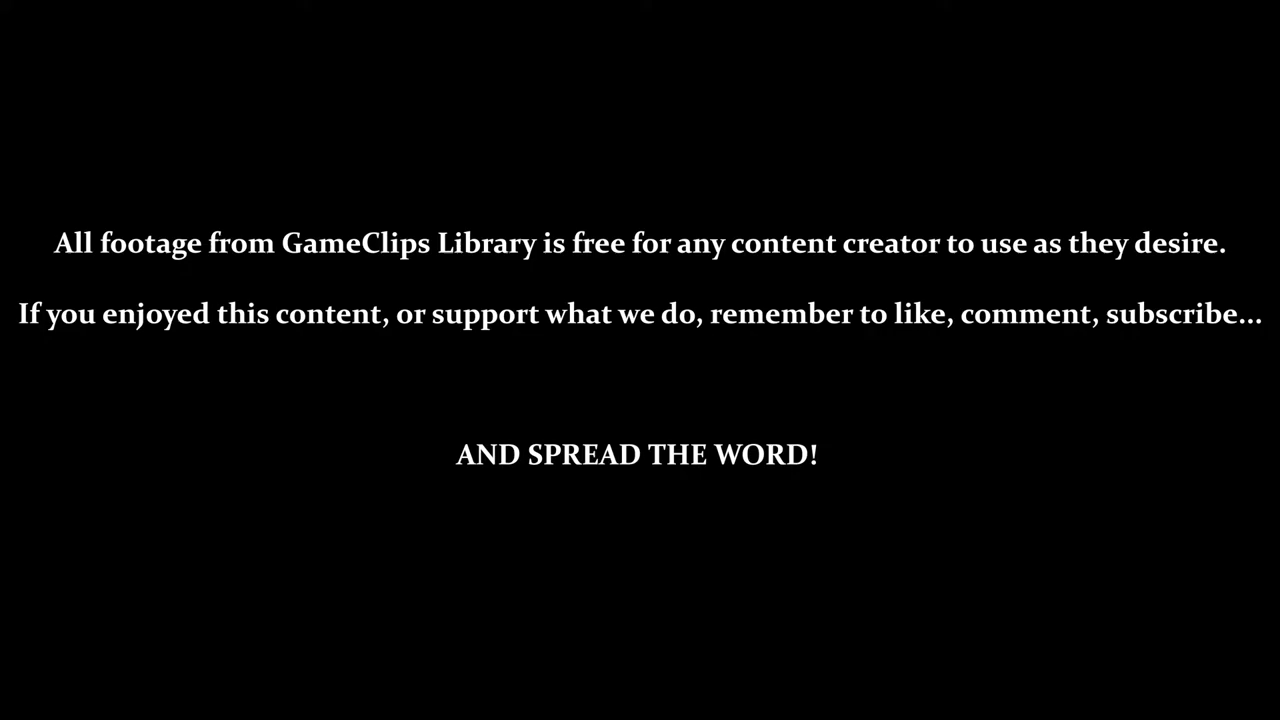 All footage from GameClips Library is free for any content creator to use as they desire.
If you enjoyed this content, or support what we do, remember to like, comment, subscribe...
AND SPREAD THE WORD!